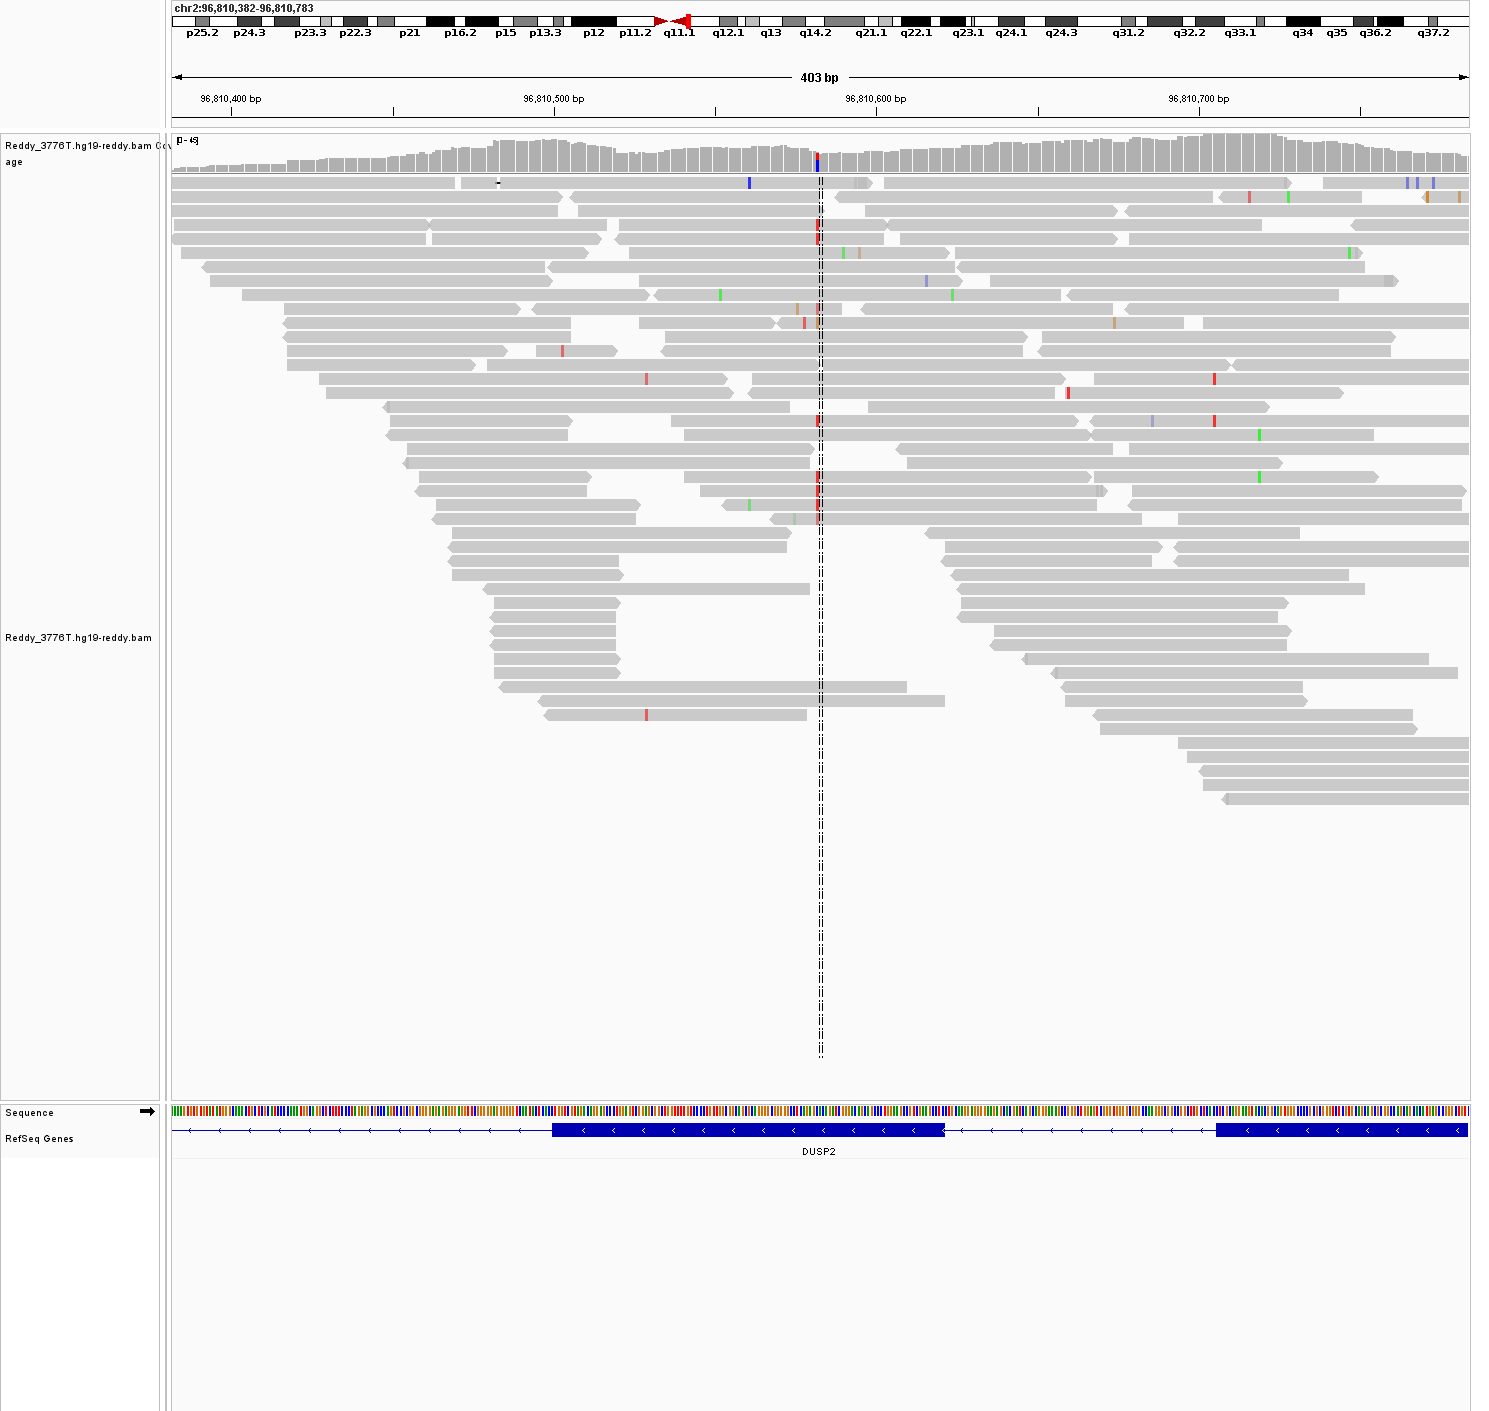 chr2:96,810,382-96,810,783
p25.2 p24.3 p23.3 p22.3 p21 p16.2 p15 p13.3 p12 p11.2 q11.1 q12.1 q13 q14.2 q21.1 q22.1 q23.1 q24.1 q24.3 q31.2 q32.2 q33.1 q34 q35 q36.2 q37.2
403 bp
96,810,400 bp 96,810,500 bp 96,810,600 bp 96,810,700 bp
Reddy_3776T.hg19-reddy.bam Cov
age
[0 - 45]
Reddy_3776T.hg19-reddy.bam
Sequence
RefSeq Genes
DUSP2